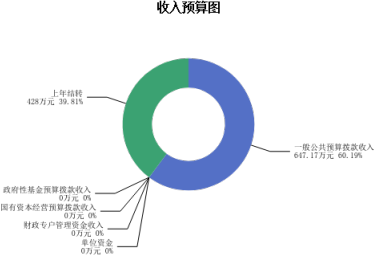 收入预算图
上年结转
428万元 39.81%
一般公共预算拨款收入
647.17万元 60.19%
政府性基金预算拨款收入
0万元 0%
国有资本经营预算拨款收入
0万元 0%
财政专户管理资金收入
0万元 0%
单位资金
0万元 0%